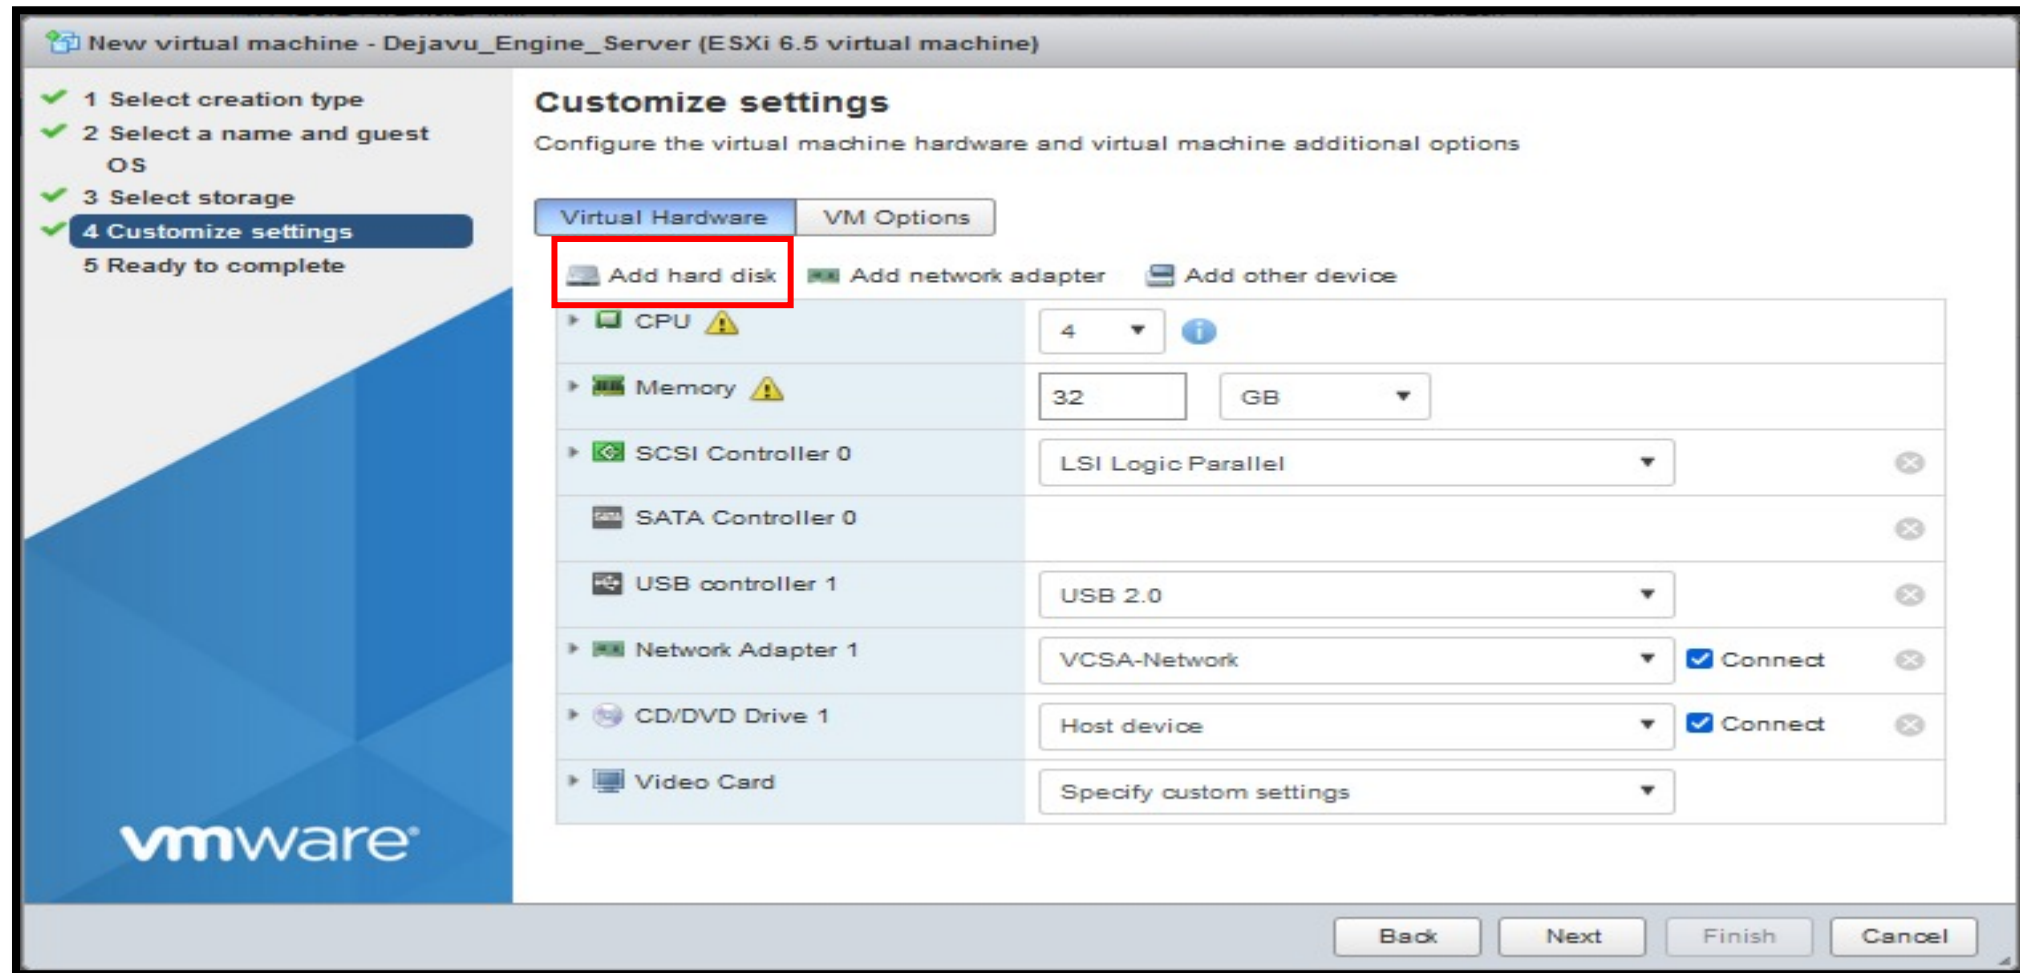 New virtual machine - Dejavu_Engine_Server (ESXi 6.5 virtual machine)
1 Select creation type
2 Select a name and guest
OS
3 Select storage
4 Customize settings
5 Ready to complete
vmware
Customize settings
Configure the virtual machine hardware and virtual machine additional options
Virtual Hardware VM Options
Add hard disk Add network adapter Add other device
CPU 4
Memory 32 GB
SCSI Controller 0 LSI Logic Parallel
SATA Controller 0
USB controller 1 USB 2.0
Network Adapter 1 VCSA-Network Connect
CD/DVD Drive 1 Host device Connect
Video Card Specify custom settings
Back Next Finish Cancel